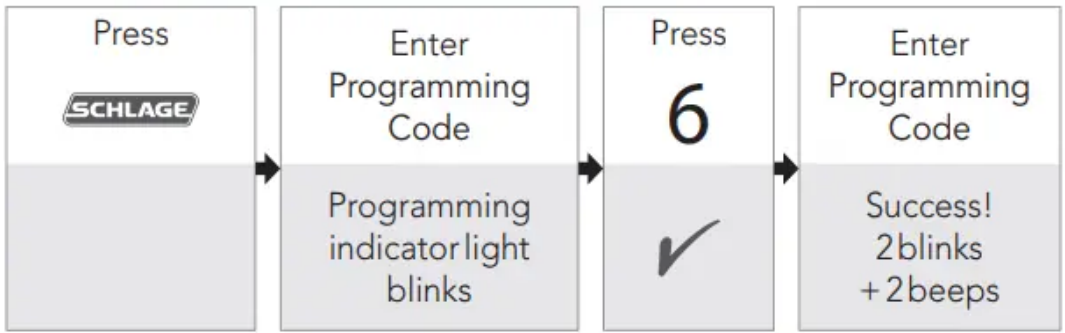 Press
SCHLAGE
Enter
Programming
Code
Programming
indicator light
blinks
Press
6
Enter
Programming
Code
Success!
2 blinks
+ 2 beeps